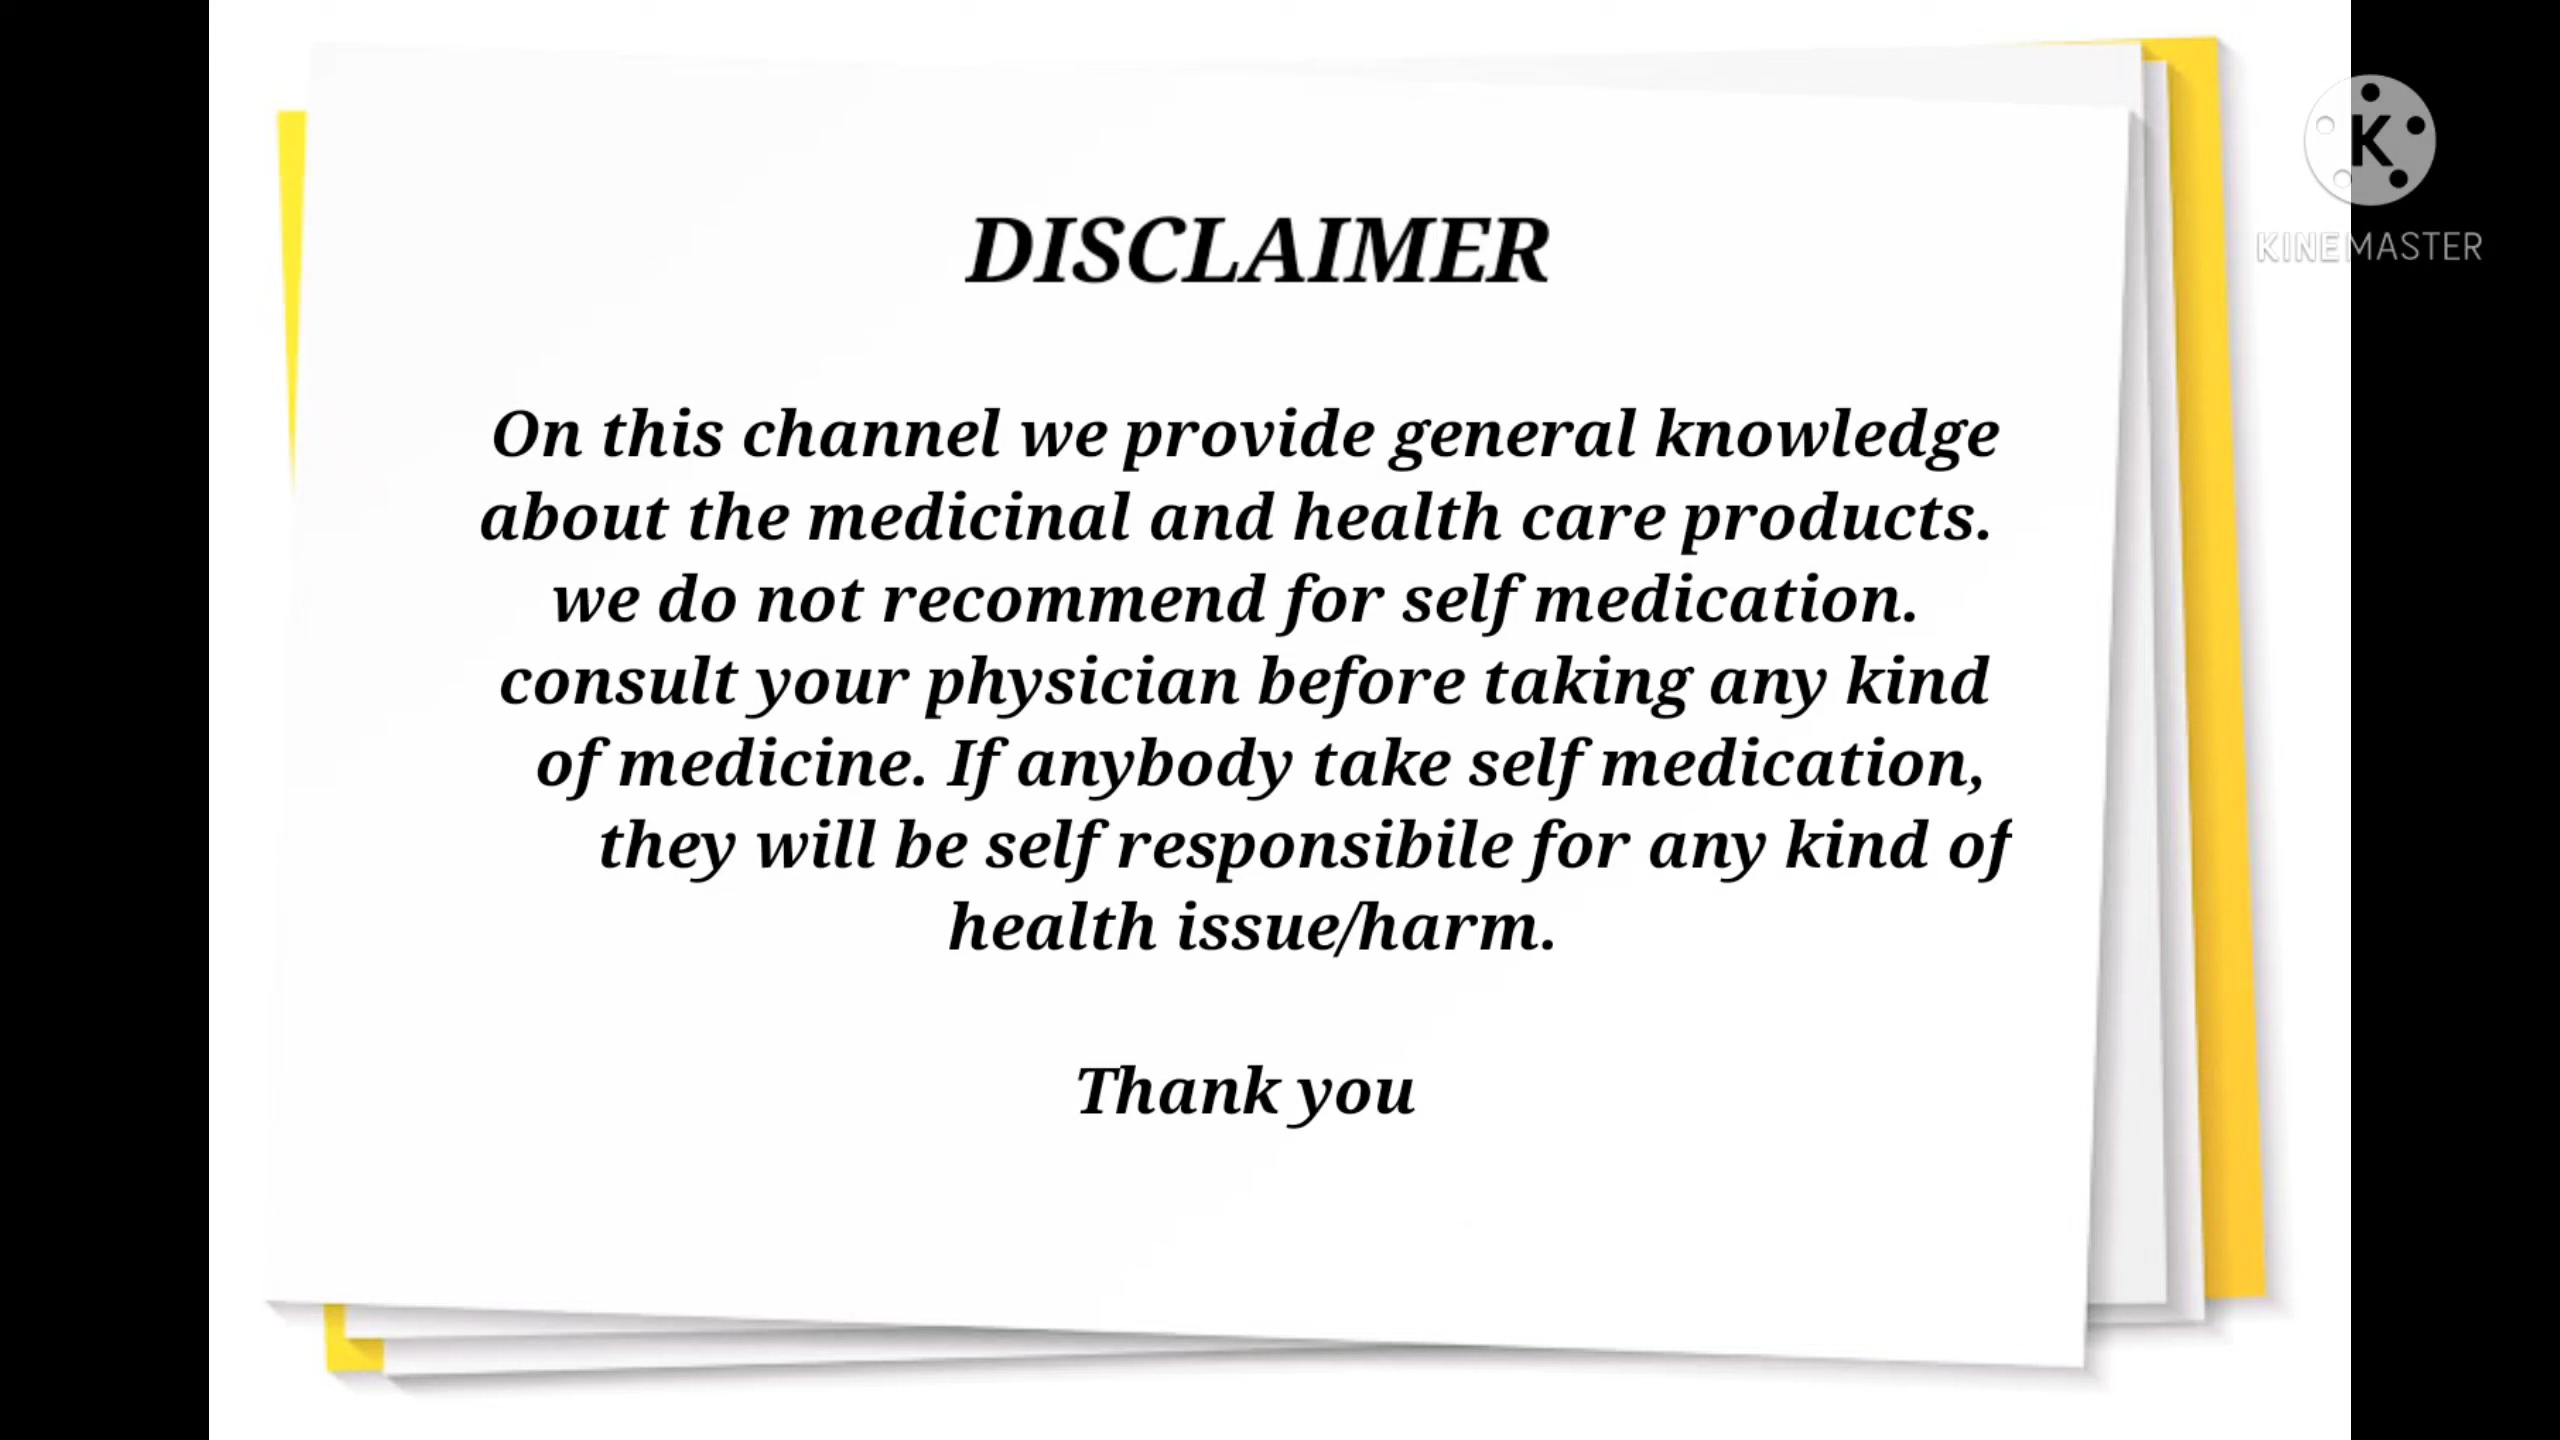 DISCLAIMER
On this channel we provide general knowledge
about the medicinal and health care products.
we do not recommend for self medication.
consult your physician before taking any kind
of medicine. If anybody take self medication,
they will be self responsibile for any kind of
health issue/harm.
Thank you
K
KINEMASTER